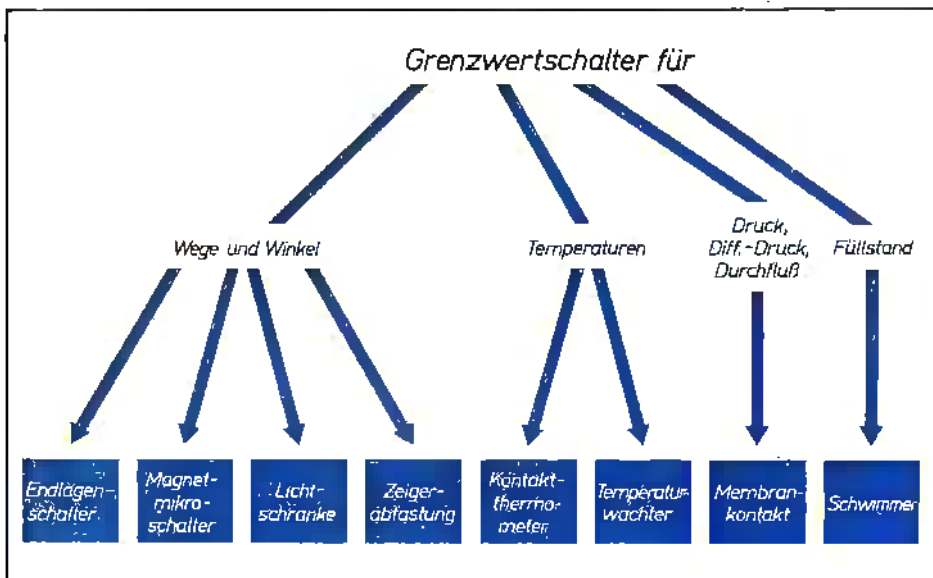 Grenzwertschalter für
Wege und Winkel
Temperaturen
Druck,
Diff.-Druck,
Durchfluß
Füllstand
Endlagen-
schalter
Magnet-
mikro-
schalter
Licht-
schranke
Zeiger-
abtastung
Kontakt-
thermo-
meter
Temperatur
wächter
Membran-
kontakt
Schwimmer